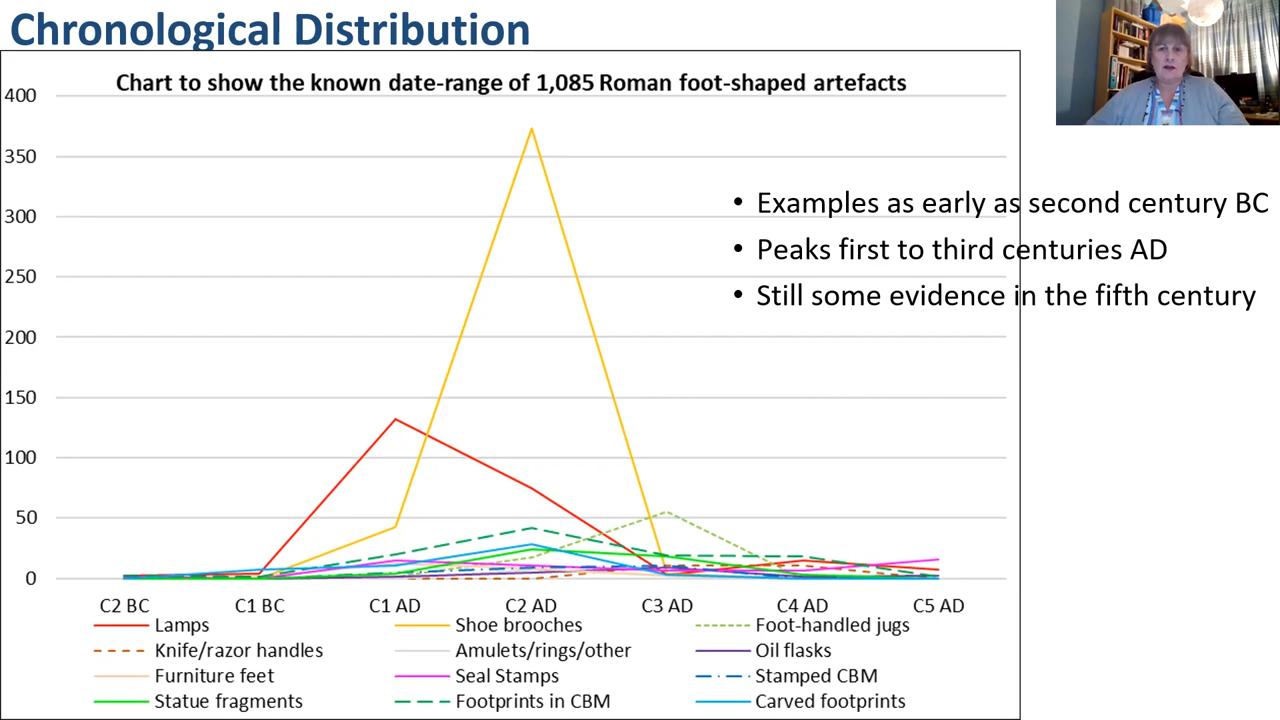 Chronological Distribution
Chart to show the known date-range of 1,085 Roman foot-shaped artefacts
400
350
300
250
200
150
100
50
0
C2 BC C1 BC C1 AD C2 AD C3 AD C4 AD C5 AD
Lamps Shoe brooches Foot-handled jugs
Knife/razor handles Amulets/rings/other Oil flasks
Furniture feet Seal Stamps Stamped CBM
Statue fragments Footprints in CBM Carved footprints
• Examples as early as second century BC
• Peaks first to third centuries AD
• Still some evidence in the fifth century